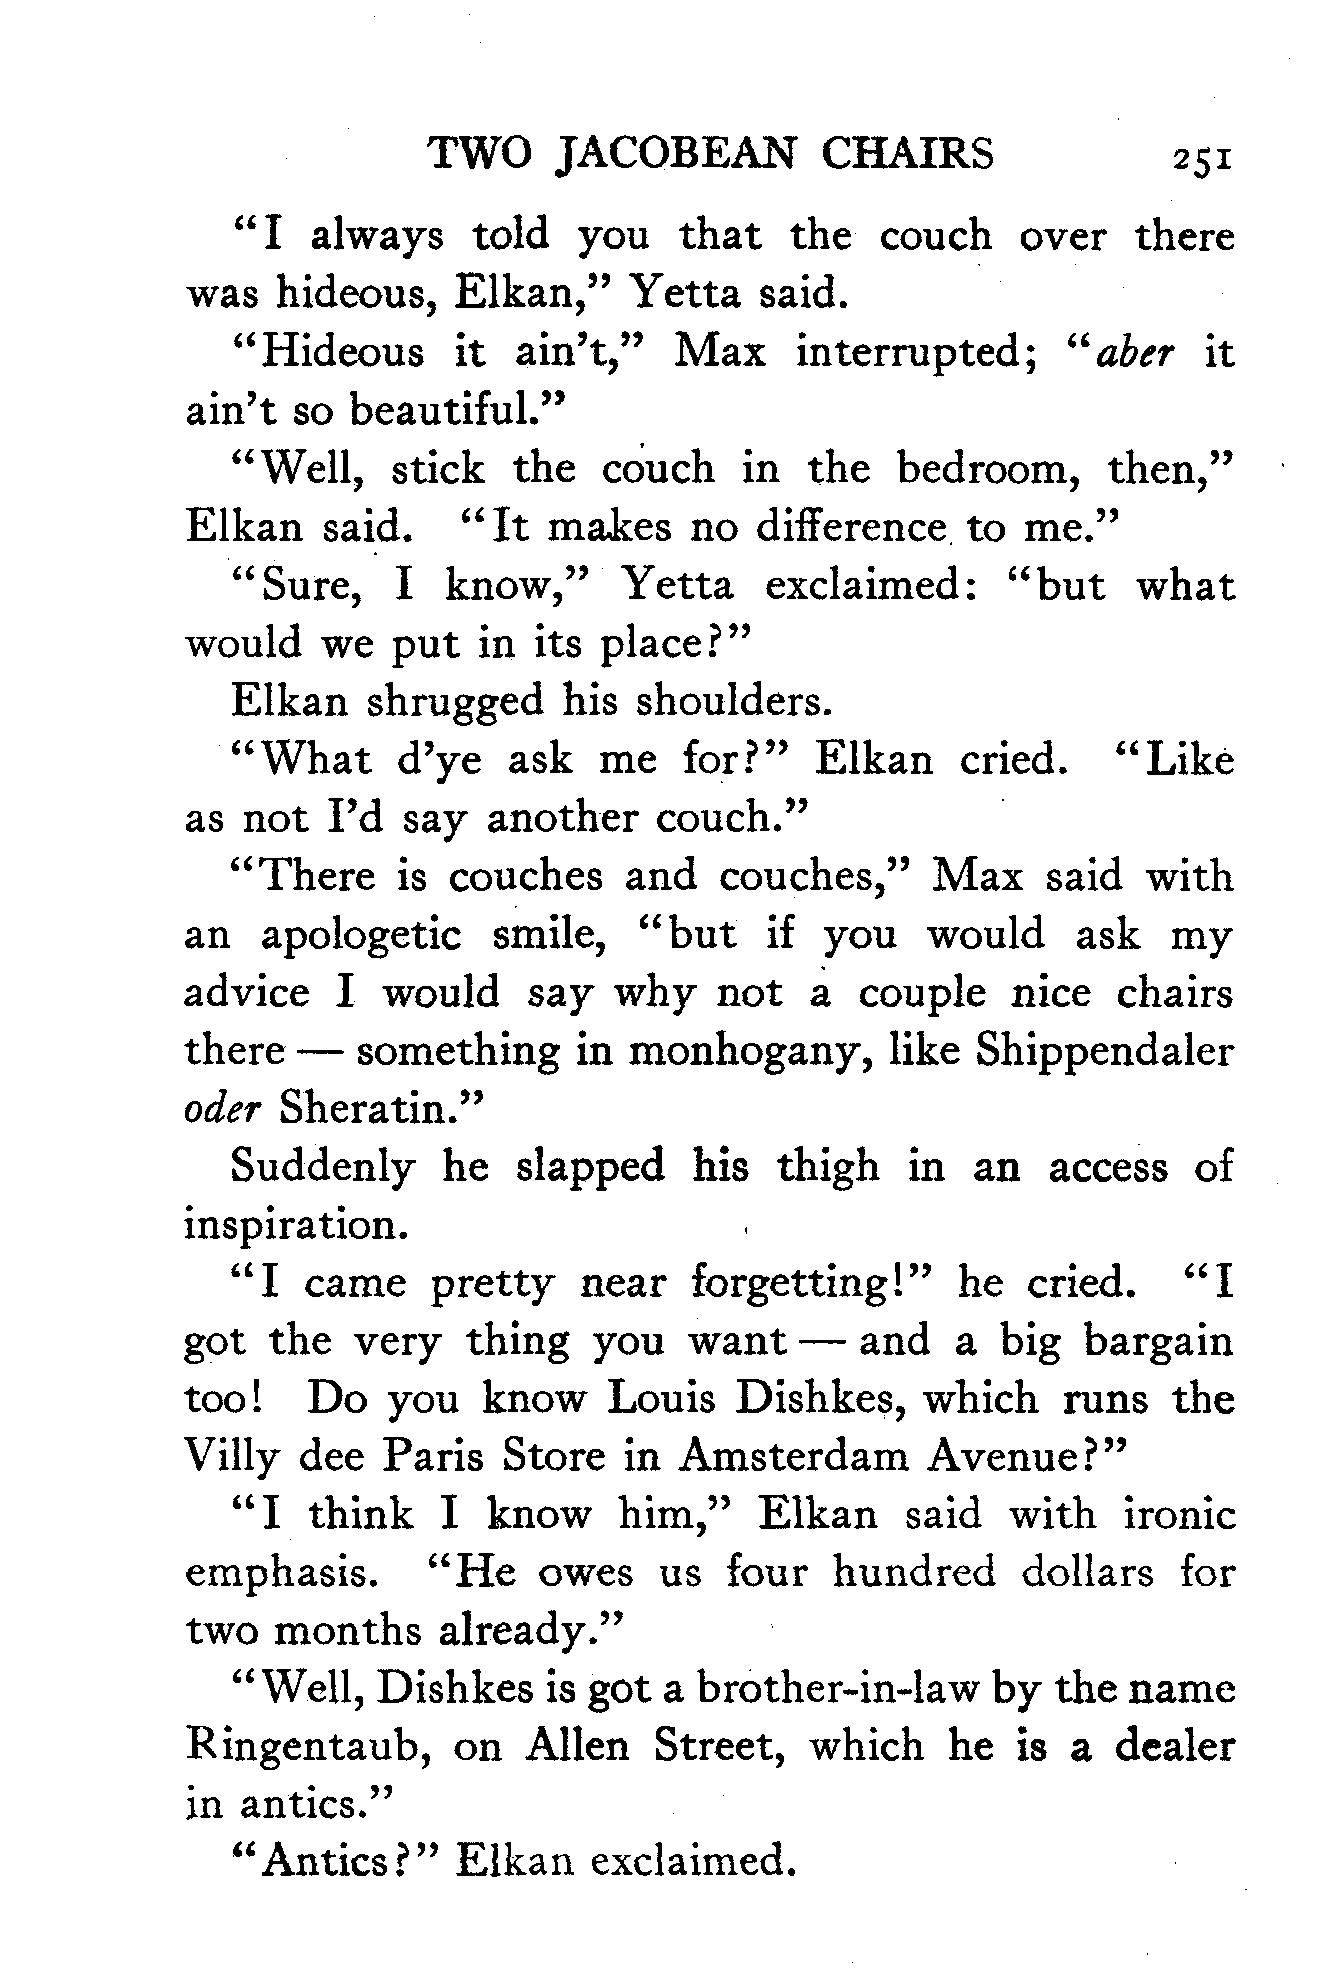 TWO JACOBEAN CHAIRS 251
"I always told you that the couch over there
was hideous, Elkan," Yetta said.
"Hideous it ain't," Max interrupted; "aber it
ain't so beautiful."
"Well, stick the couch in the bedroom, then,"
Elkan said. "It makes no difference to me."
"Sure, I know," Yetta exclaimed: "but what
would we put in its place?"
Elkan shrugged his shoulders.
"What d'ye ask me for?" Elkan cried. "Like
as not I'd say another couch."
"There is couches and couches," Max said with
an apologetic smile, "but if you would ask my
advice I would say why not a couple nice chairs
there — something in monhogany, like Shippendaler
oder Sheratin."
Suddenly he slapped his thigh in an access of
inspiration.
"I came pretty near forgetting!" he cried. "I
got the very thing you want — and a big bargain
too! Do you know Louis Dishkes, which runs the
Villy dee Paris Store in Amsterdam Avenue?"
"I think I know him," Elkan said with ironic
emphasis. "He owes us four hundred dollars for
two months already."
"Well, Dishkes is got a brother-in-law by the name
Ringentaub, on Allen Street, which he is a dealer
in antics."
"Antics?" Elkan exclaimed.